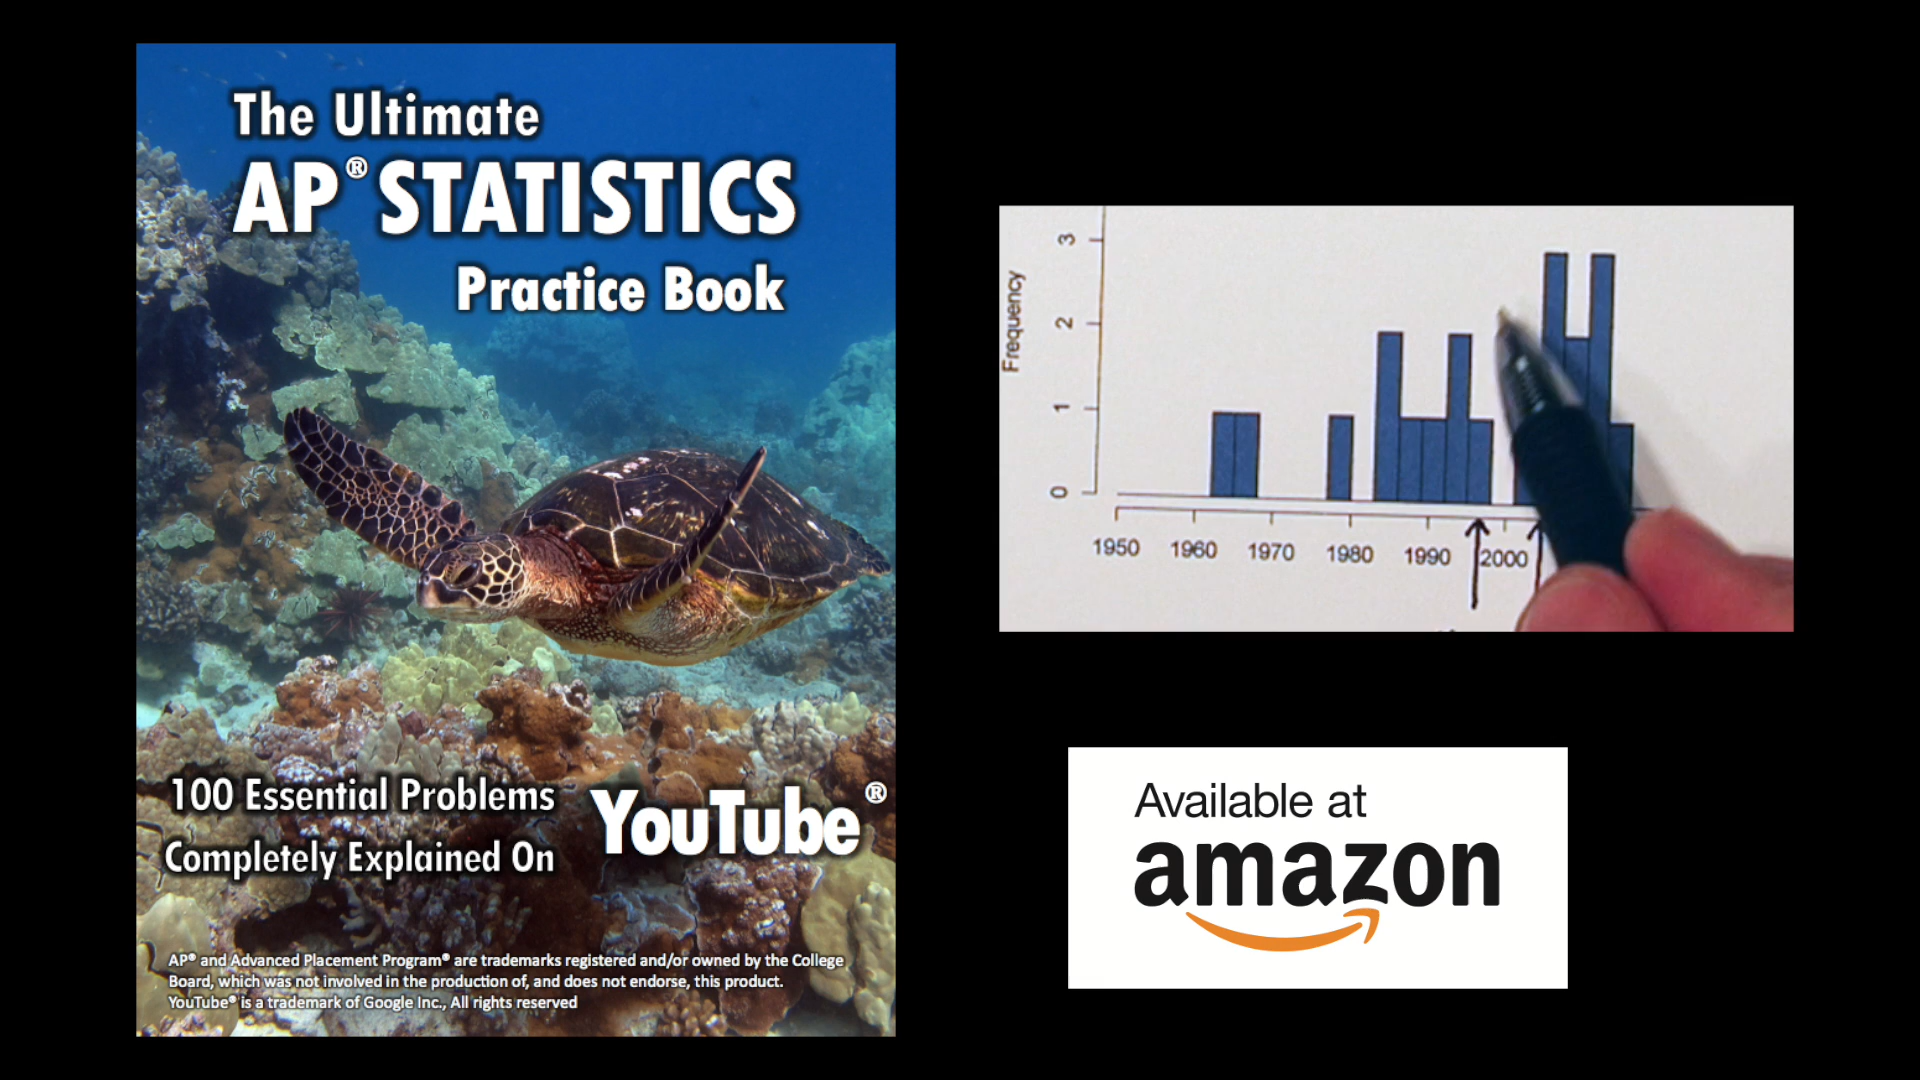 The Ultimate
AP® STATISTICS
Practice Book
100 Essential Problems
Completely Explained On
YouTube®
AP® and Advanced Placement Program® are trademarks registered and/or owned by the College
Board, which was not involved in the production of, and does not endorse, this product.
YouTube® is a trademark of Google Inc., All rights reserved
Frequency
3
2
1
0
1950 1960 1970 1980 1990 2000
Available at
amazon